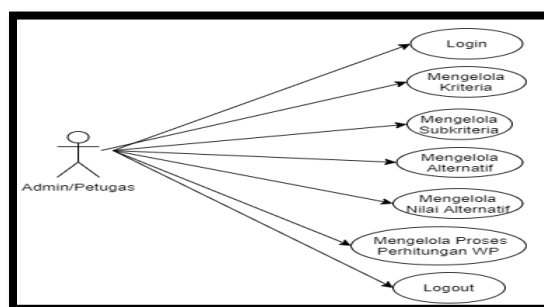 Login
Mengelola
Kriteria
Mengelola
Subkriteria
Mengelola
Alternatif
Mengelola
Nilai Alternatif
Mengelola Proses
Perhitungan WP
Logout
Admin/Petugas